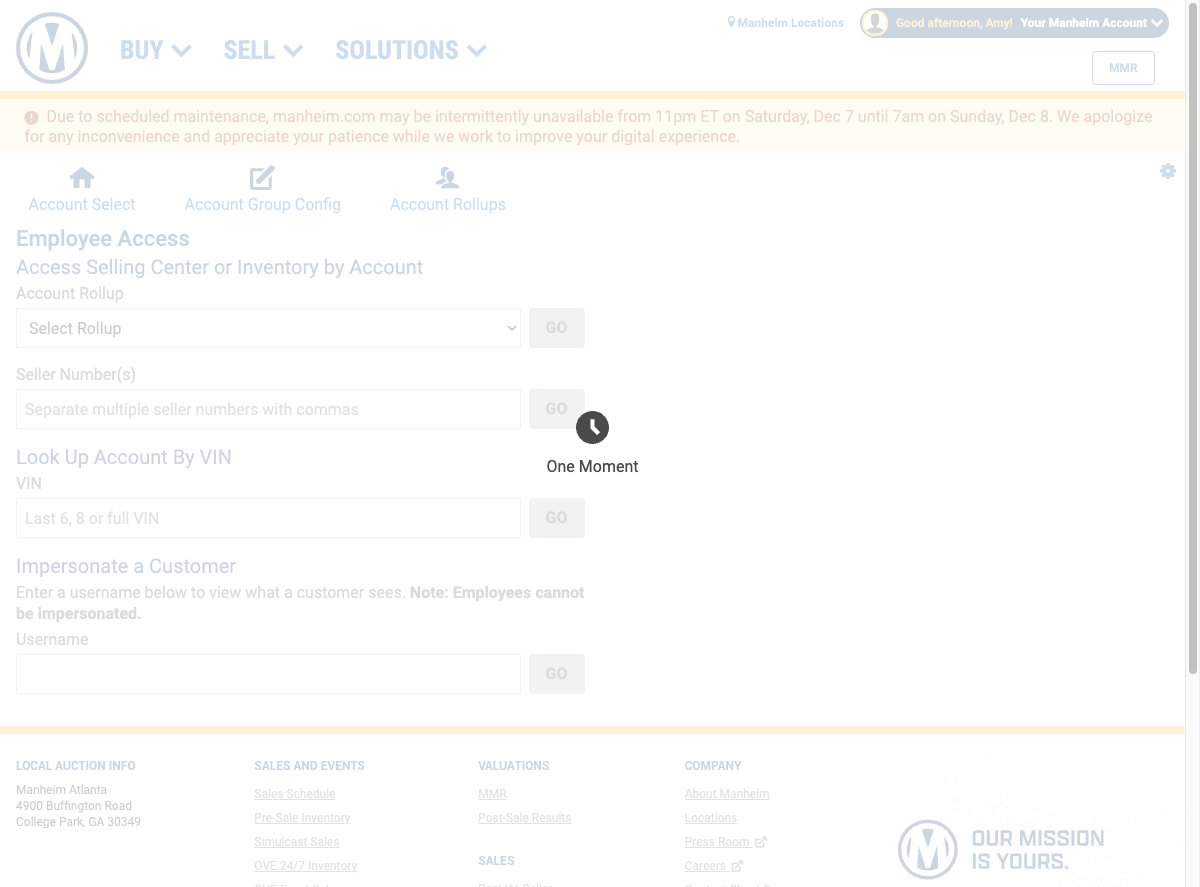 Manheim Locations
Good afternoon, Amy! Your Manheim Account
M
BUY SELL SOLUTIONS
MMR
Due to scheduled maintenance, manheim.com may be intermittently unavailable from 11pm ET on Saturday, Dec 7 until 7am on Sunday, Dec 8. We apologize
for any inconvenience and appreciate your patience while we work to improve your digital experience.
Account Select Account Group Config Account Rollups
Employee Access
Access Selling Center or Inventory by Account
Account Rollup
Select Rollup GO
Seller Number(s)
Separate multiple seller numbers with commas GO
One Moment
Look Up Account By VIN
VIN
Last 6, 8 or full VIN GO
Impersonate a Customer
Enter a username below to view what a customer sees. Note: Employees cannot
be impersonated.
Username
GO
LOCAL AUCTION INFO
Manheim Atlanta
4900 Buffington Road
College Park, GA 30349
SALES AND EVENTS
Sales Schedule
Pre-Sale Inventory
Simulcast Sales
OVE 24/7 Inventory
VALUATIONS
MMR
Post-Sale Results
SALES
COMPANY
About Manheim
Locations
Press Room
Careers
M
OUR MISSION
IS YOURS.